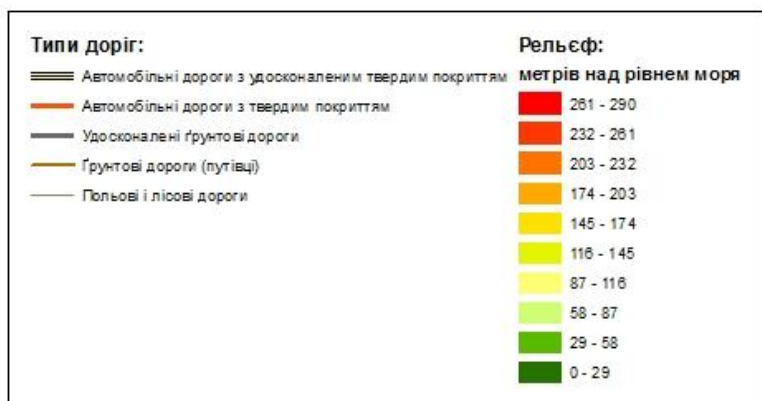 Типи доріг:
Автомобільні дороги з удосконаленим твердим покриттям
Автомобільні дороги з твердим покриттям
Удосконалені ґрунтові дороги
Ґрунтові дороги (путівці)
Польові і лісові дороги
Рельєф:
метрів над рівнем моря
261 - 290
232 - 261
203 - 232
174 - 203
145 - 174
116 - 145
87 - 116
58 - 87
29 - 58
0 - 29